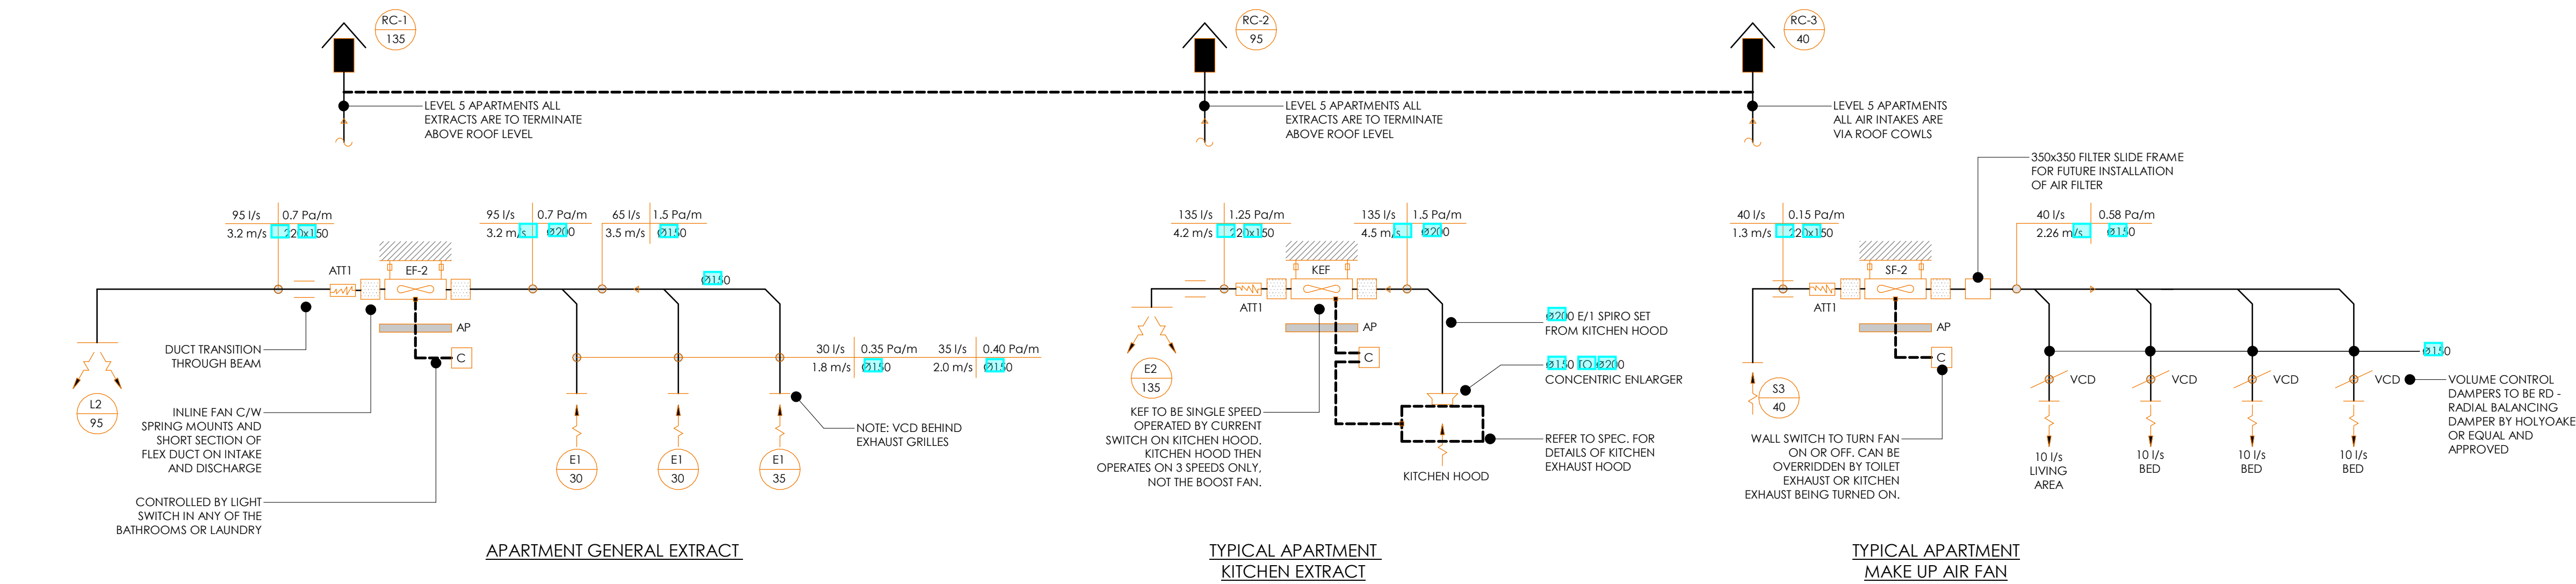 RC-1
135
RC-2
95
RC-3
40
LEVEL 5 APARTMENTS ALL
EXTRACTS ARE TO TERMINATE
ABOVE ROOF LEVEL
LEVEL 5 APARTMENTS ALL
EXTRACTS ARE TO TERMINATE
ABOVE ROOF LEVEL
LEVEL 5 APARTMENTS
ALL AIR INTAKES ARE
VIA ROOF COWLS
95 l/s 0.7 Pa/m
3.2 m/s 220x150
95 l/s 0.7 Pa/m
3.2 m/s Ø200
65 l/s 1.5 Pa/m
3.5 m/s Ø150
ATT1
EF-2
Ø150
AP
C
DUCT TRANSITION
THROUGH BEAM
L2
95
INLINE FAN C/W
SPRING MOUNTS AND
SHORT SECTION OF
FLEX DUCT ON INTAKE
AND DISCHARGE
CONTROLLED BY LIGHT
SWITCH IN ANY OF THE
BATHROOMS OR LAUNDRY
30 l/s 0.35 Pa/m
1.8 m/s Ø150
35 l/s 0.40 Pa/m
2.0 m/s Ø150
NOTE: VCD BEHIND
EXHAUST GRILLES
E1
30
E1
30
E1
35
APARTMENT GENERAL EXTRACT
135 l/s 1.25 Pa/m
4.2 m/s 220x150
135 l/s 1.5 Pa/m
4.5 m/s Ø200
KEF
ATT1
AP
C
E2
135
Ø200 E/1 SPIRO SET
FROM KITCHEN HOOD
Ø150 TO Ø200
CONCENTRIC ENLARGER
KEF TO BE SINGLE SPEED
OPERATED BY CURRENT
SWITCH ON KITCHEN HOOD.
KITCHEN HOOD THEN
OPERATES ON 3 SPEEDS ONLY,
NOT THE BOOST FAN.
REFER TO SPEC. FOR
DETAILS OF KITCHEN
EXHAUST HOOD
KITCHEN HOOD
TYPICAL APARTMENT
KITCHEN EXTRACT
350x350 FILTER SLIDE FRAME
FOR FUTURE INSTALLATION
OF AIR FILTER
40 l/s 0.15 Pa/m
1.3 m/s 220x150
40 l/s 0.58 Pa/m
2.26 m/s Ø150
SF-2
ATT1
AP
C
S3
40
Ø150
VCD
VCD
VCD
VCD
VOLUME CONTROL
DAMPERS TO BE RD -
RADIAL BALANCING
DAMPER BY HOLYOAKE
OR EQUAL AND
APPROVED
WALL SWITCH TO TURN FAN
ON OR OFF. CAN BE
OVERRIDDEN BY TOILET
EXHAUST OR KITCHEN
EXHAUST BEING TURNED ON.
10 l/s
LIVING
AREA
10 l/s
BED
10 l/s
BED
10 l/s
BED
TYPICAL APARTMENT
MAKE UP AIR FAN